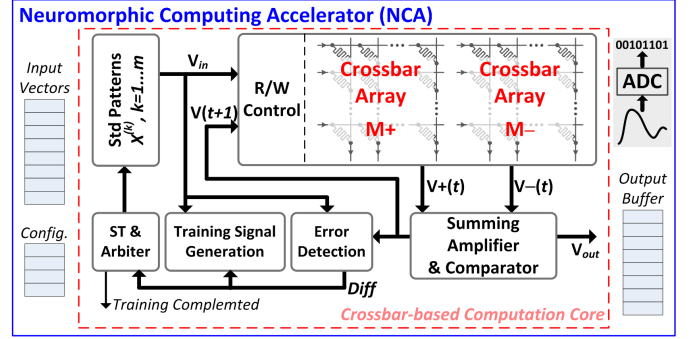 Neuromorphic Computing Accelerator (NCA)
Input
Vectors
Config.
Std Patterns
X(k), k=1...m
Vin
V(t+1)
R/W
Control
Crossbar
Array
M+
Crossbar
Array
M−
00101101
ADC
V+(t)
V−(t)
ST &
Arbiter
Training Signal
Generation
Error
Detection
Summing
Amplifier
& Comparator
Vout
Output
Buffer
Diff
Training Complemted
Crossbar-based Computation Core